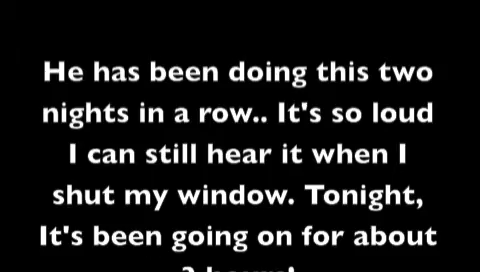 He has been doing this two
nights in a row.. It's so loud
I can still hear it when I
shut my window. Tonight,
It's been going on for about